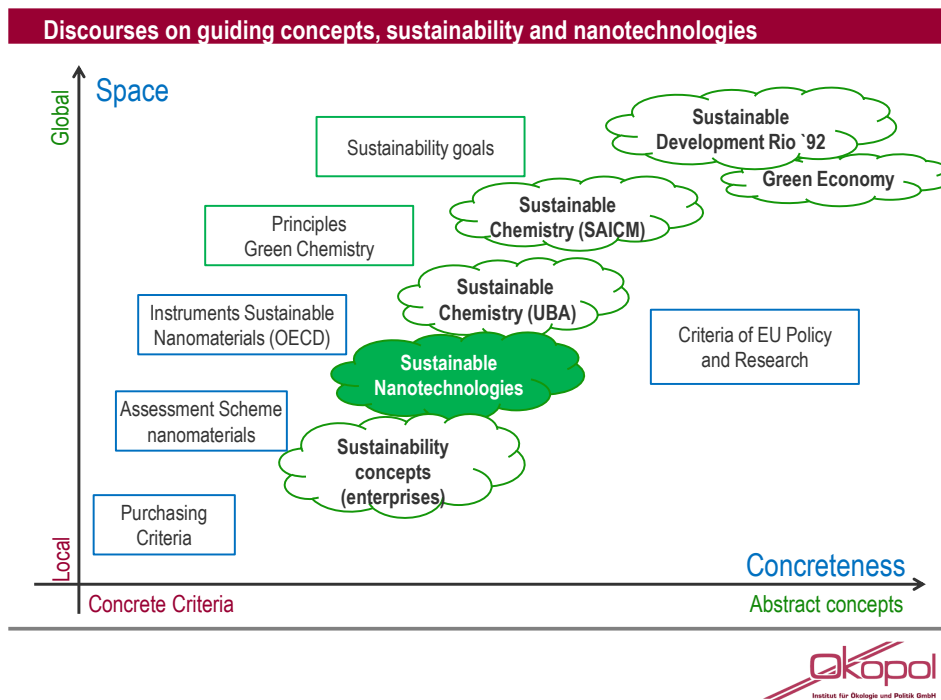 Discourses on guiding concepts, sustainability and nanotechnologies
Space
Global
Sustainable
Development Rio `92
Sustainability goals
Green Economy
Sustainable
Chemistry (SAICM)
Principles
Green Chemistry
Sustainable
Chemistry (UBA)
Instruments Sustainable
Nanomaterials (OECD)
Criteria of EU Policy
and Research
Sustainable
Nanotechnologies
Assessment Scheme
nanomaterials
Sustainability
concepts
(enterprises)
Purchasing
Criteria
Local
Concreteness
Concrete Criteria
Abstract concepts
Ökopol
Institut für Ökologie und Politik GmbH